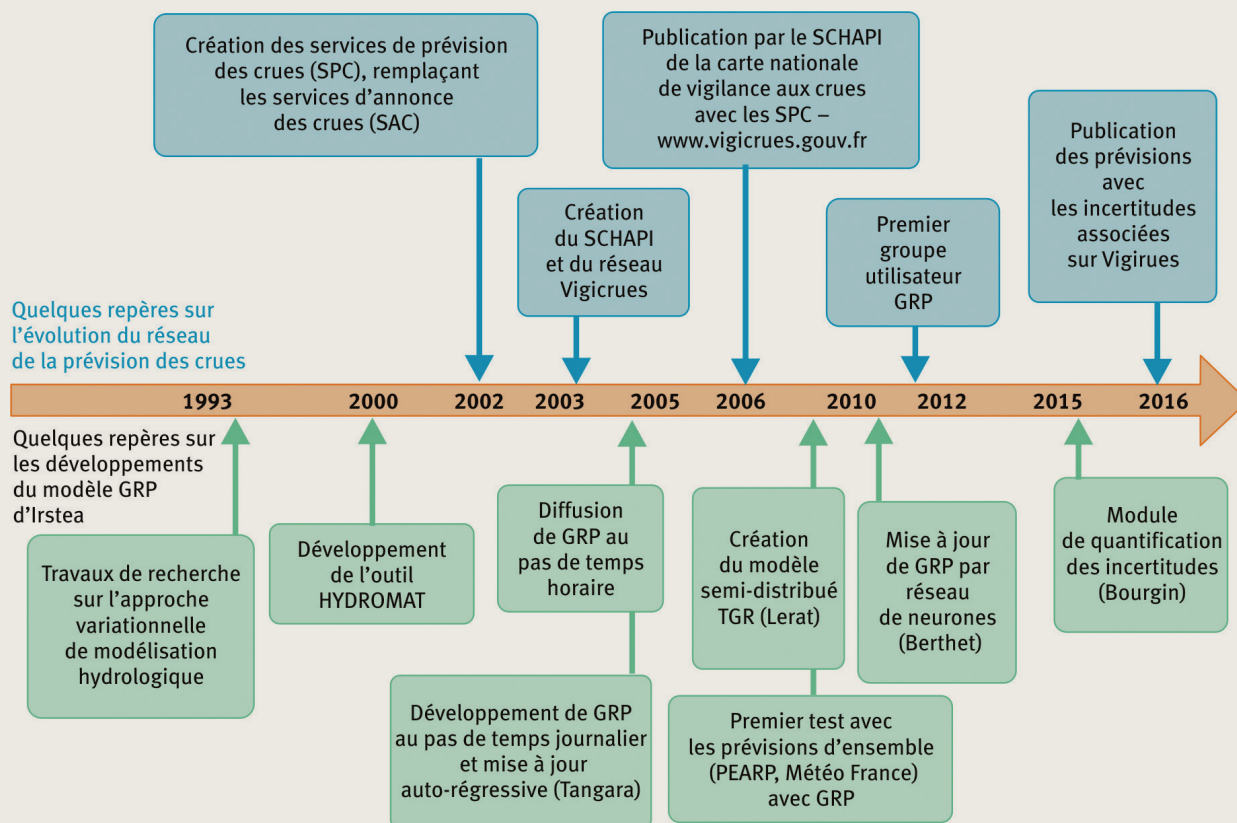 Création des services de prévision
des crues (SPC), remplaçant
les services d'annonce
des crues (SAC)
Publication par le SCHAPI
de la carte nationale
de vigilance aux crues
avec les SPC –
www.vigicrues.gouv.fr
Création
du SCHAPI
et du réseau
Vigicrues
Premier
groupe
utilisateur
GRP
Publication
des prévisions
avec
les incertitudes
associées
sur Vigirues
Quelques repères sur
l'évolution du réseau
de la prévision des crues
1993 2000 2002 2003 2005 2006 2010 2012 2015 2016
Quelques repères sur
les développements
du modèle GRP
d'Irstea
Travaux de recherche
sur l'approche
variationnelle
de modélisation
hydrologique
Développement
de l'outil
HYDROMAT
Diffusion
de GRP au
pas de temps
horaire
Développement de GRP
au pas de temps journalier
et mise à jour
auto-régressive (Tangara)
Création
du modèle
semi-distribué
TGR (Lerat)
Premier test avec
les prévisions d'ensemble
(PEARP, Météo France)
avec GRP
Mise à jour
de GRP par
réseau
de neurones
(Berthet)
Module
de quantification
des incertitudes
(Bourgin)